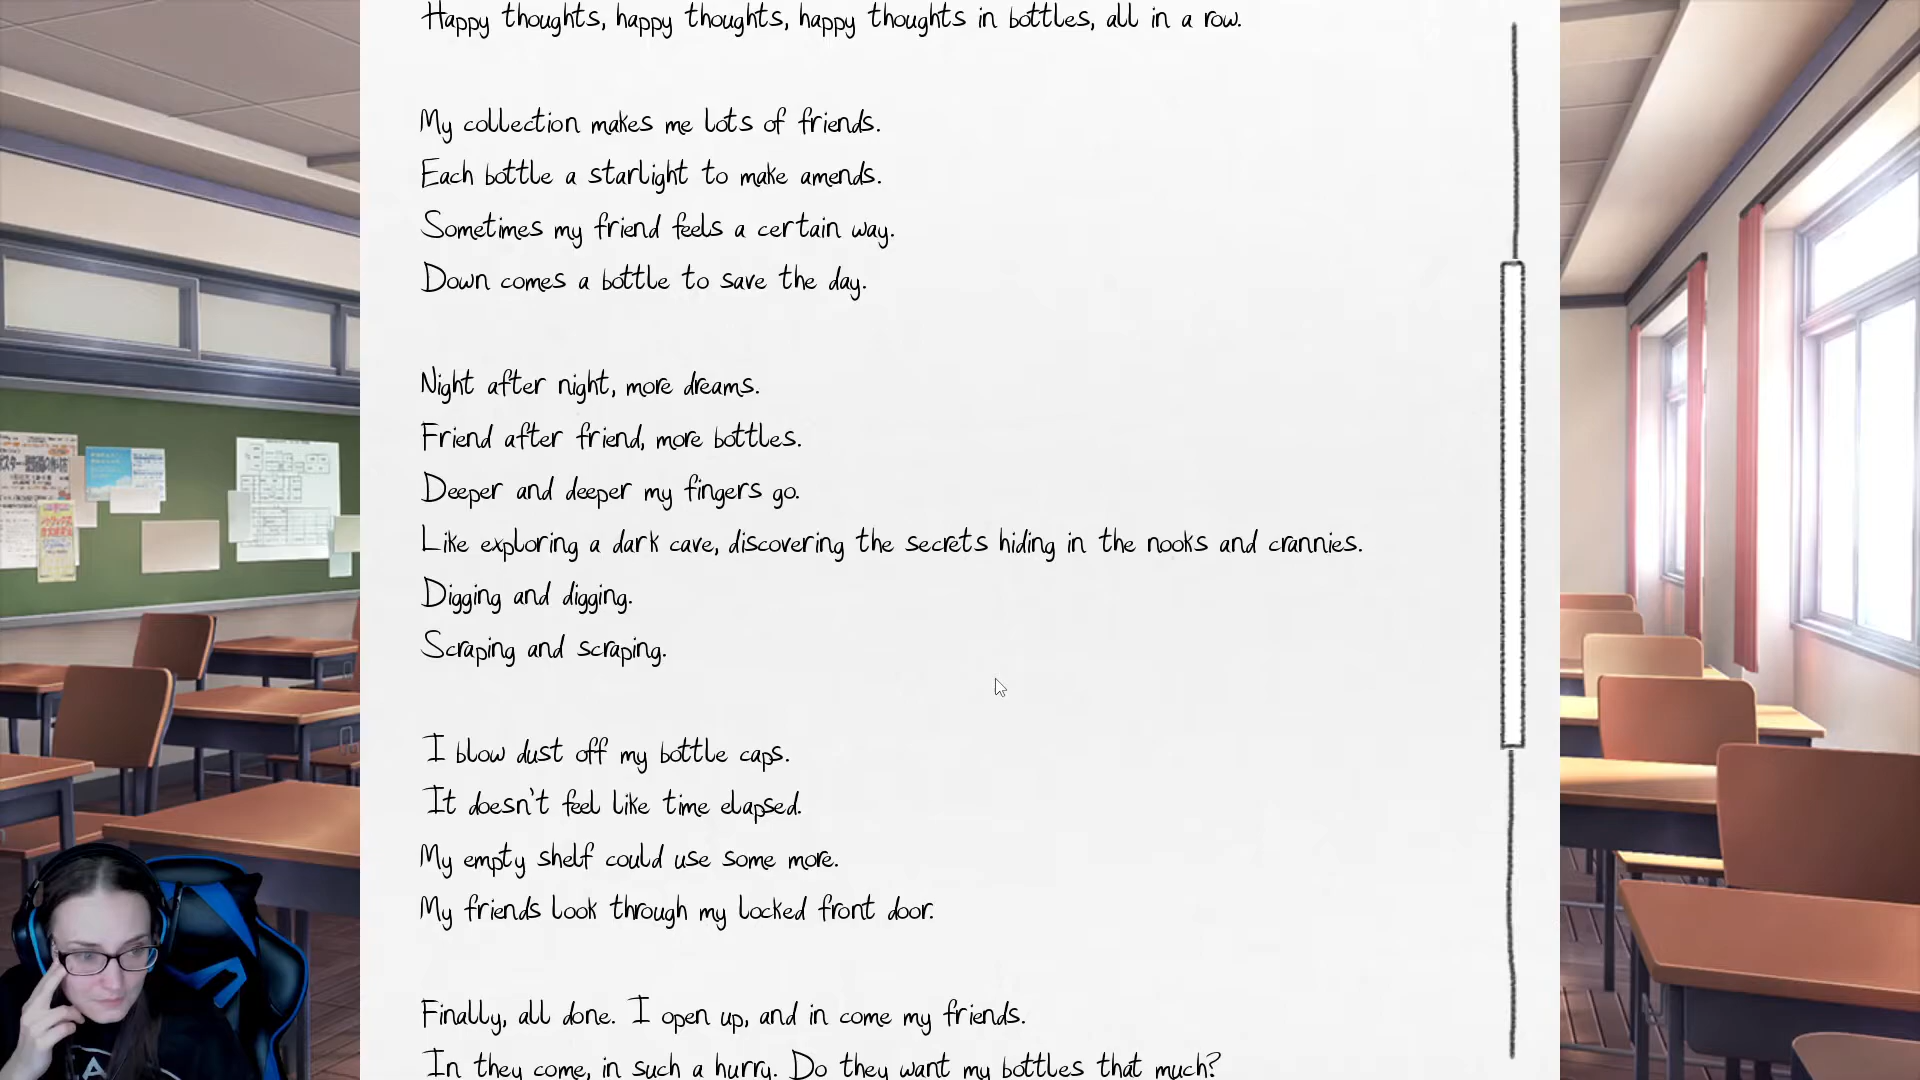 Happy thoughts, happy thoughts, happy thoughts in bottles, all in a row.
My collection makes me lots of friends.
Each bottle a starlight to make amends.
Sometimes my friend feels a certain way.
Down comes a bottle to save the day.
Night after night, more dreams.
Friend after friend, more bottles.
Deeper and deeper my fingers go.
Like exploring a dark cave, discovering the secrets hiding in the nooks and crannies.
Digging and digging.
Scraping and scraping.
I blow dust off my bottle caps.
It doesn't feel like time elapsed.
My empty shelf could use some more.
My friends look through my locked front door.
Finally, all done. I open up, and in come my friends.
In they come, in such a hurry. Do they want my bottles that much?